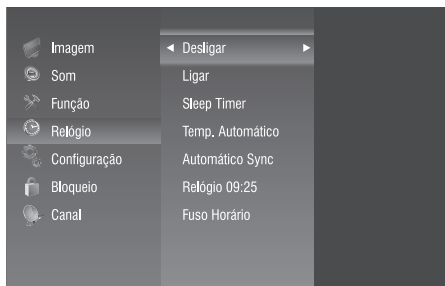 Imagem
Som
Função
Relógio
Configuração
Bloqueio
Canal
Desligar
Ligar
Sleep Timer
Temp. Automático
Automático Sync
Relógio 09:25
Fuso Horário